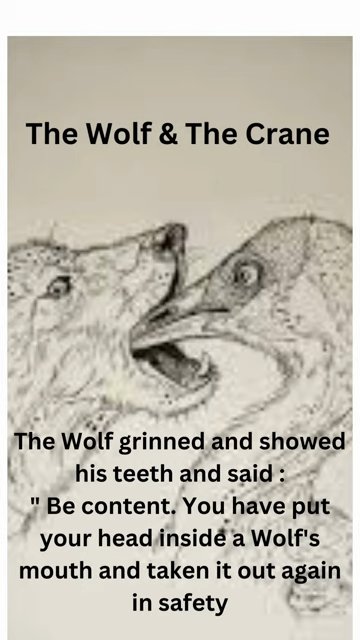 The Wolf & The Crane
The Wolf grinned and showed
his teeth and said :
" Be content. You have put
your head inside a Wolf's
mouth and taken it out again
in safety